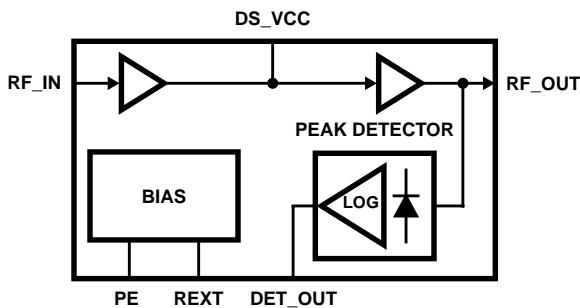 DS_VCC
RF_IN
RF_OUT
PEAK DETECTOR
BIAS
LOG
PE
REXT
DET_OUT